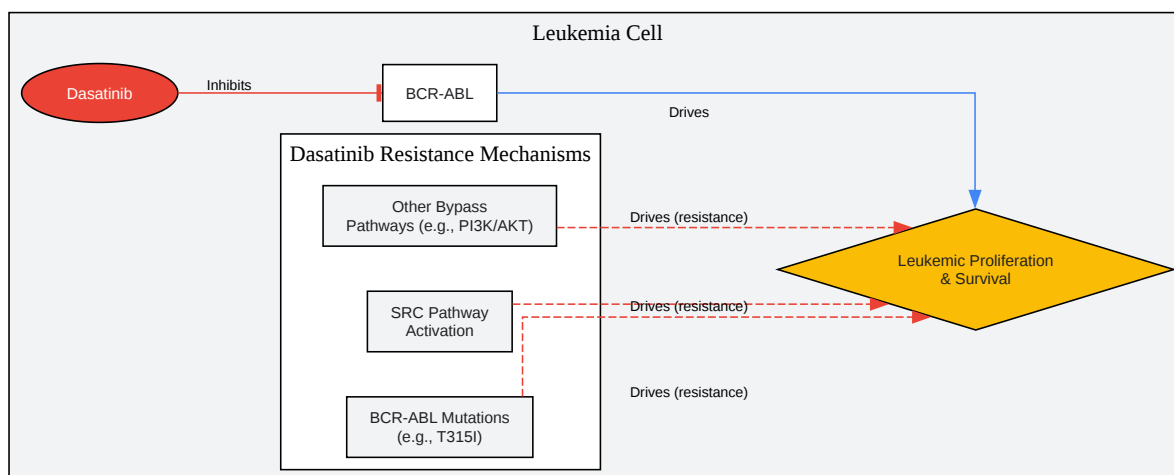 Leukemia Cell
Dasatinib
Inhibits
BCR-ABL
Drives
Dasatinib Resistance Mechanisms
Other Bypass
Pathways (e.g., PI3K/AKT)
Drives (resistance)
Leukemic Proliferation
& Survival
SRC Pathway
Activation
Drives (resistance)
BCR-ABL Mutations
(e.g., T315I)
Drives (resistance)